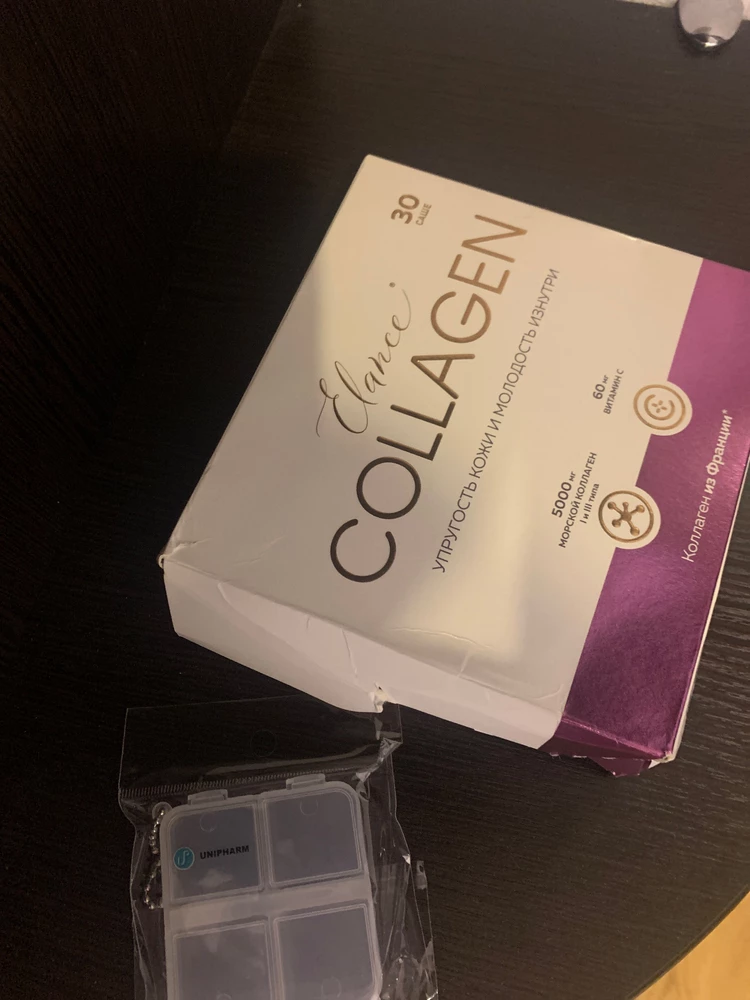 30
САШЕ
Elance®
COLLAGEN
УПРУГОСТЬ КОЖИ И МОЛОДОСТЬ ИЗНУТРИ
60 мг
ВИТАМИН С
5000 мг
МОРСКОЙ КОЛЛАГЕН
I и III типа
Коллаген из Франции*
UNIPHARM